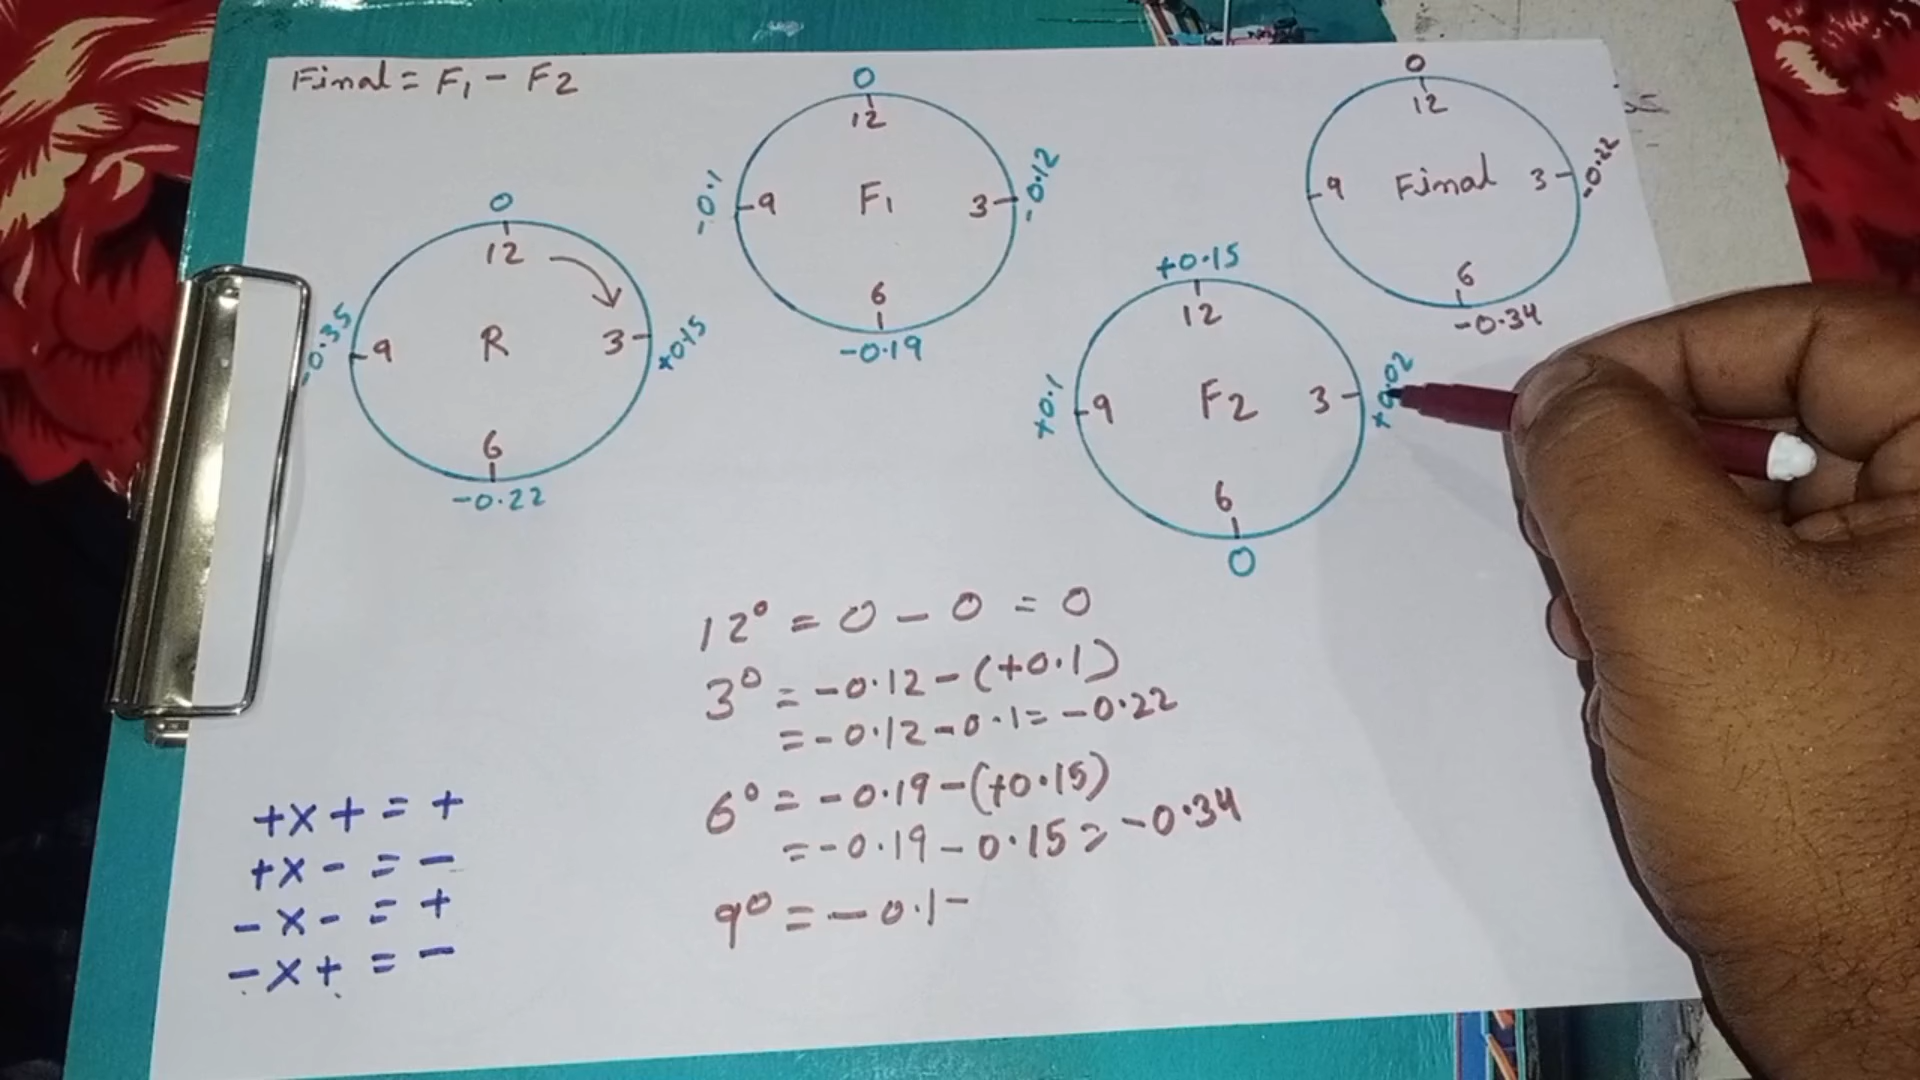 Final = F1 - F2
0
12
-0.35
9
R
3
+0.15
6
-0.22
0
12
-0.1
9
F1
3
-0.12
6
-0.19
+0.15
12
+0.1
9
F2
3
+0.02
6
0
0
12
9
Final
3
-0.22
6
-0.34
12° = 0 - 0 = 0
3° = -0.12 - (+0.1)
= -0.12 - 0.1 = -0.22
6° = -0.19 - (+0.15)
= -0.19 - 0.15 = -0.34
9° = -0.1 -
+ x + = +
+ x - = -
- x - = +
- x + = -